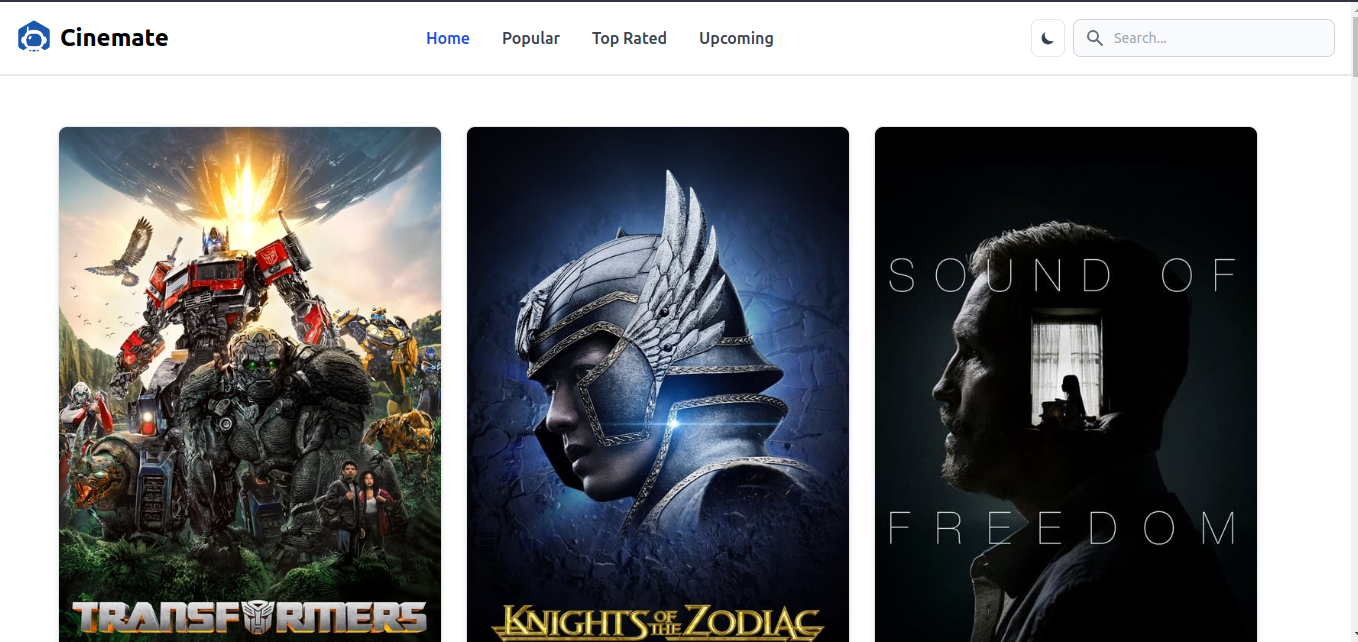 Cinemate
Home
Popular
Top Rated
Upcoming
Search...
TRANSFORMERS
KNIGHTS OF THE ZODIAC
SOUND OF
FREEDOM